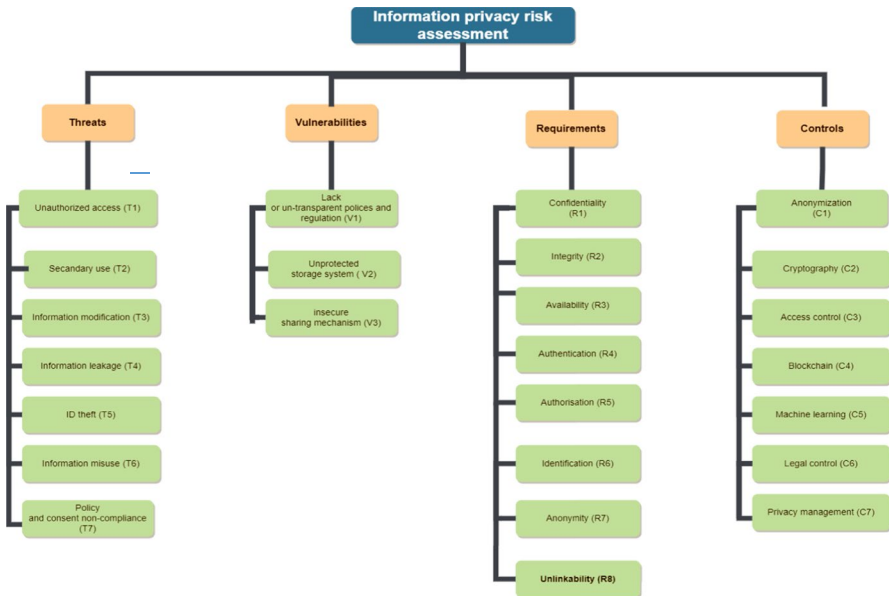 Information privacy risk
assessment
Threats
Unauthorized access (T1)
Secandary use (T2)
Information modification (T3)
Information leakage (T4)
ID theft (T5)
Information misuse (T6)
Policy
and consent non-compliance
(T7)
Vulnerabilities
Lack
or un-transparent polices and
regulation (V1)
Unprotected
storage system ( V2)
insecure
sharing mechanism (V3)
Requirements
Confidentiality
(R1)
Integrity (R2)
Availability (R3)
Authentication (R4)
Authorisation (R5)
Identification (R6)
Anonymity (R7)
Unlinkability (R8)
Controls
Anonymization
(C1)
Cryptography (C2)
Access control (C3)
Blockchain (C4)
Machine learning (C5)
Legal control (C6)
Privacy management (C7)